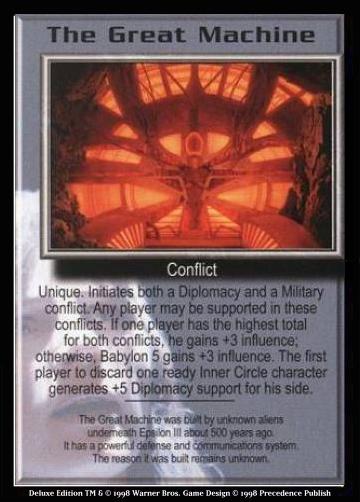 The Great Machine
Conflict
Unique. Initiates both a Diplomacy and a Military
conflict. Any player may be supported in these
conflicts. If one player has the highest total
for both conflicts, he gains +3 influence;
otherwise, Babylon 5 gains +3 influence. The first
player to discard one ready Inner Circle character
generates +5 Diplomacy support for his side.
The Great Machine was built by unknown aliens
underneath Epsilon III about 500 years ago.
It has a powerful defense and communications system.
The reason it was built remains unknown.
Deluxe Edition TM & © 1998 Warner Bros. Game Design © 1998 Precedence Publish